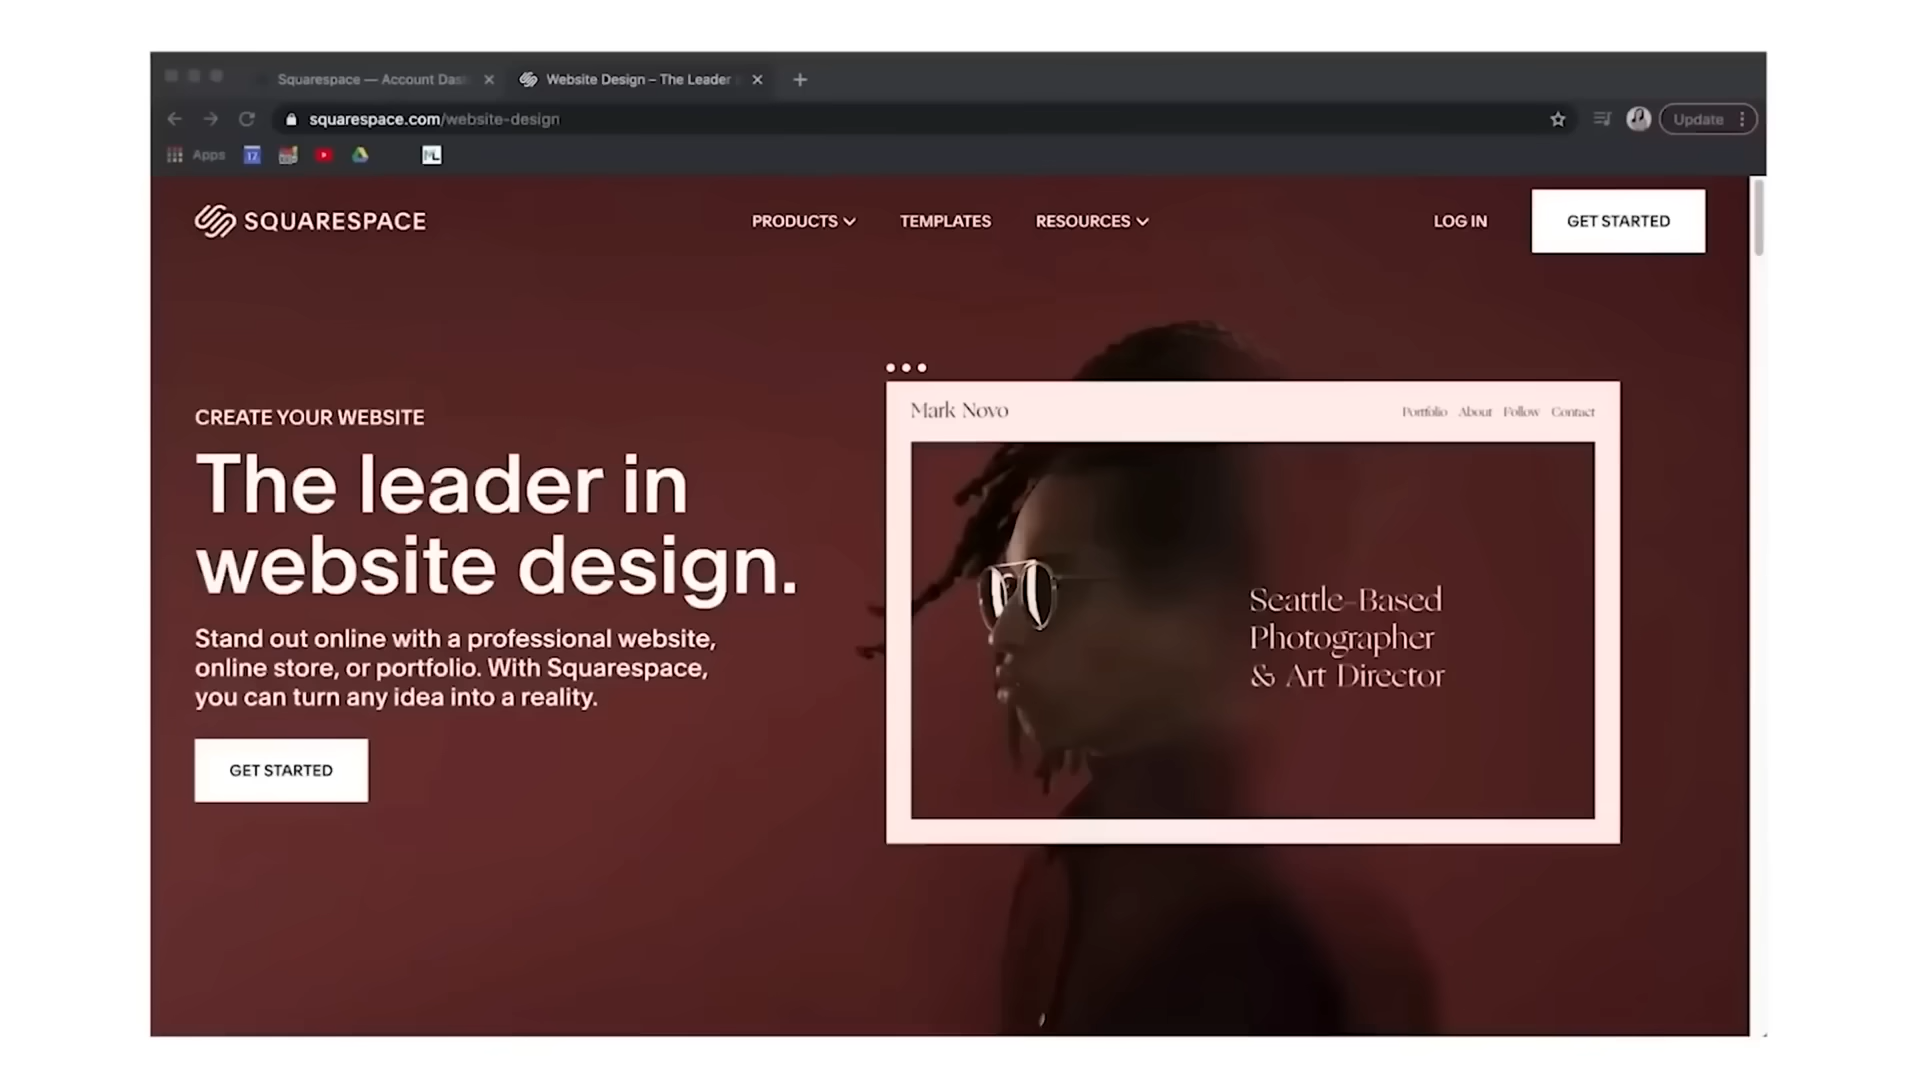 Squarespace — Account Das
Website Design – The Leader
squarespace.com/website-design
Update
Apps
17
ML
SQUARESPACE
PRODUCTS
TEMPLATES
RESOURCES
LOG IN
GET STARTED
CREATE YOUR WEBSITE
The leader in
website design.
Stand out online with a professional website,
online store, or portfolio. With Squarespace,
you can turn any idea into a reality.
GET STARTED
Mark Novo
Portfolio About Follow Contact
Seattle-Based
Photographer
& Art Director